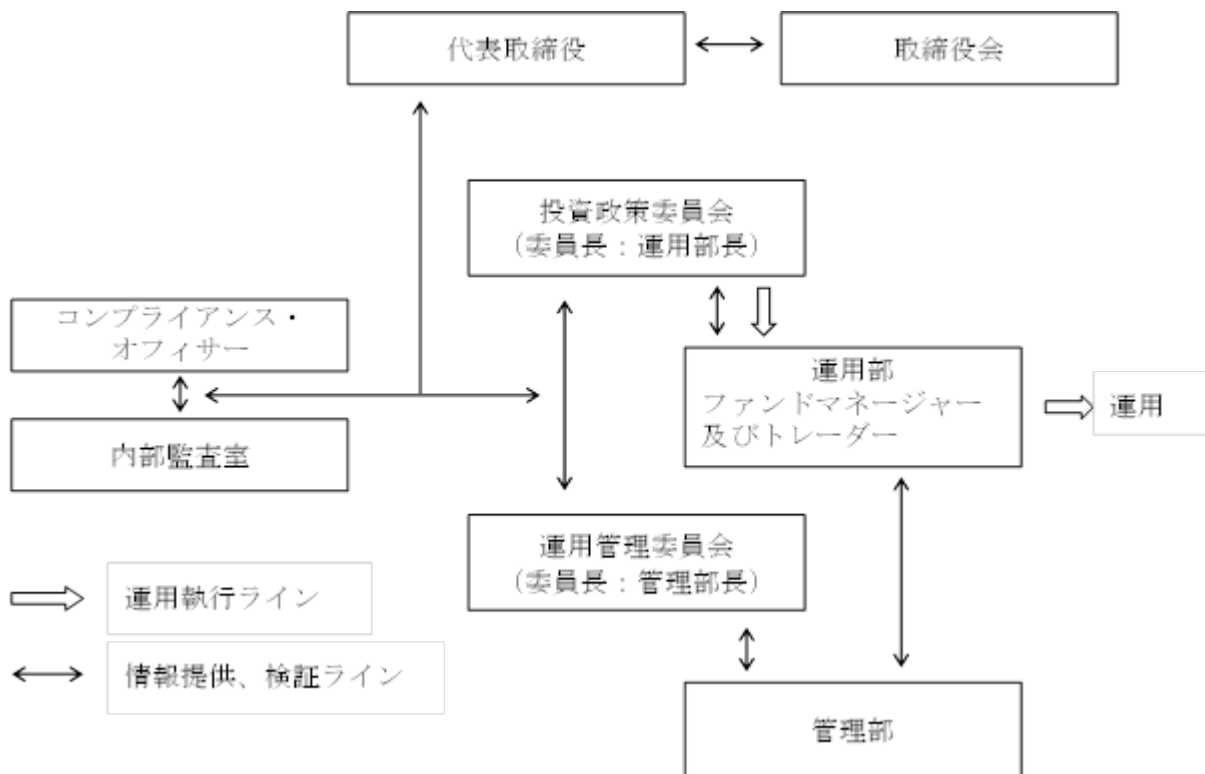 代表取締役
取締役会
投資政策委員会
（委員長：運用部長）
コンプライアンス・
オフィサー
内部監査室
運用部
ファンドマネージャー
及びトレーダー
運用
運用管理委員会
（委員長：管理部長）
運用執行ライン
情報提供、検証ライン
管理部